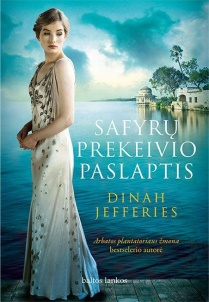 SAFYRŲ
PREKEIVIO
PASLAPTIS
DINAH
JEFFERIES
Arbatos plantatoriaus žmona
bestselerio autorė
baltos lankos